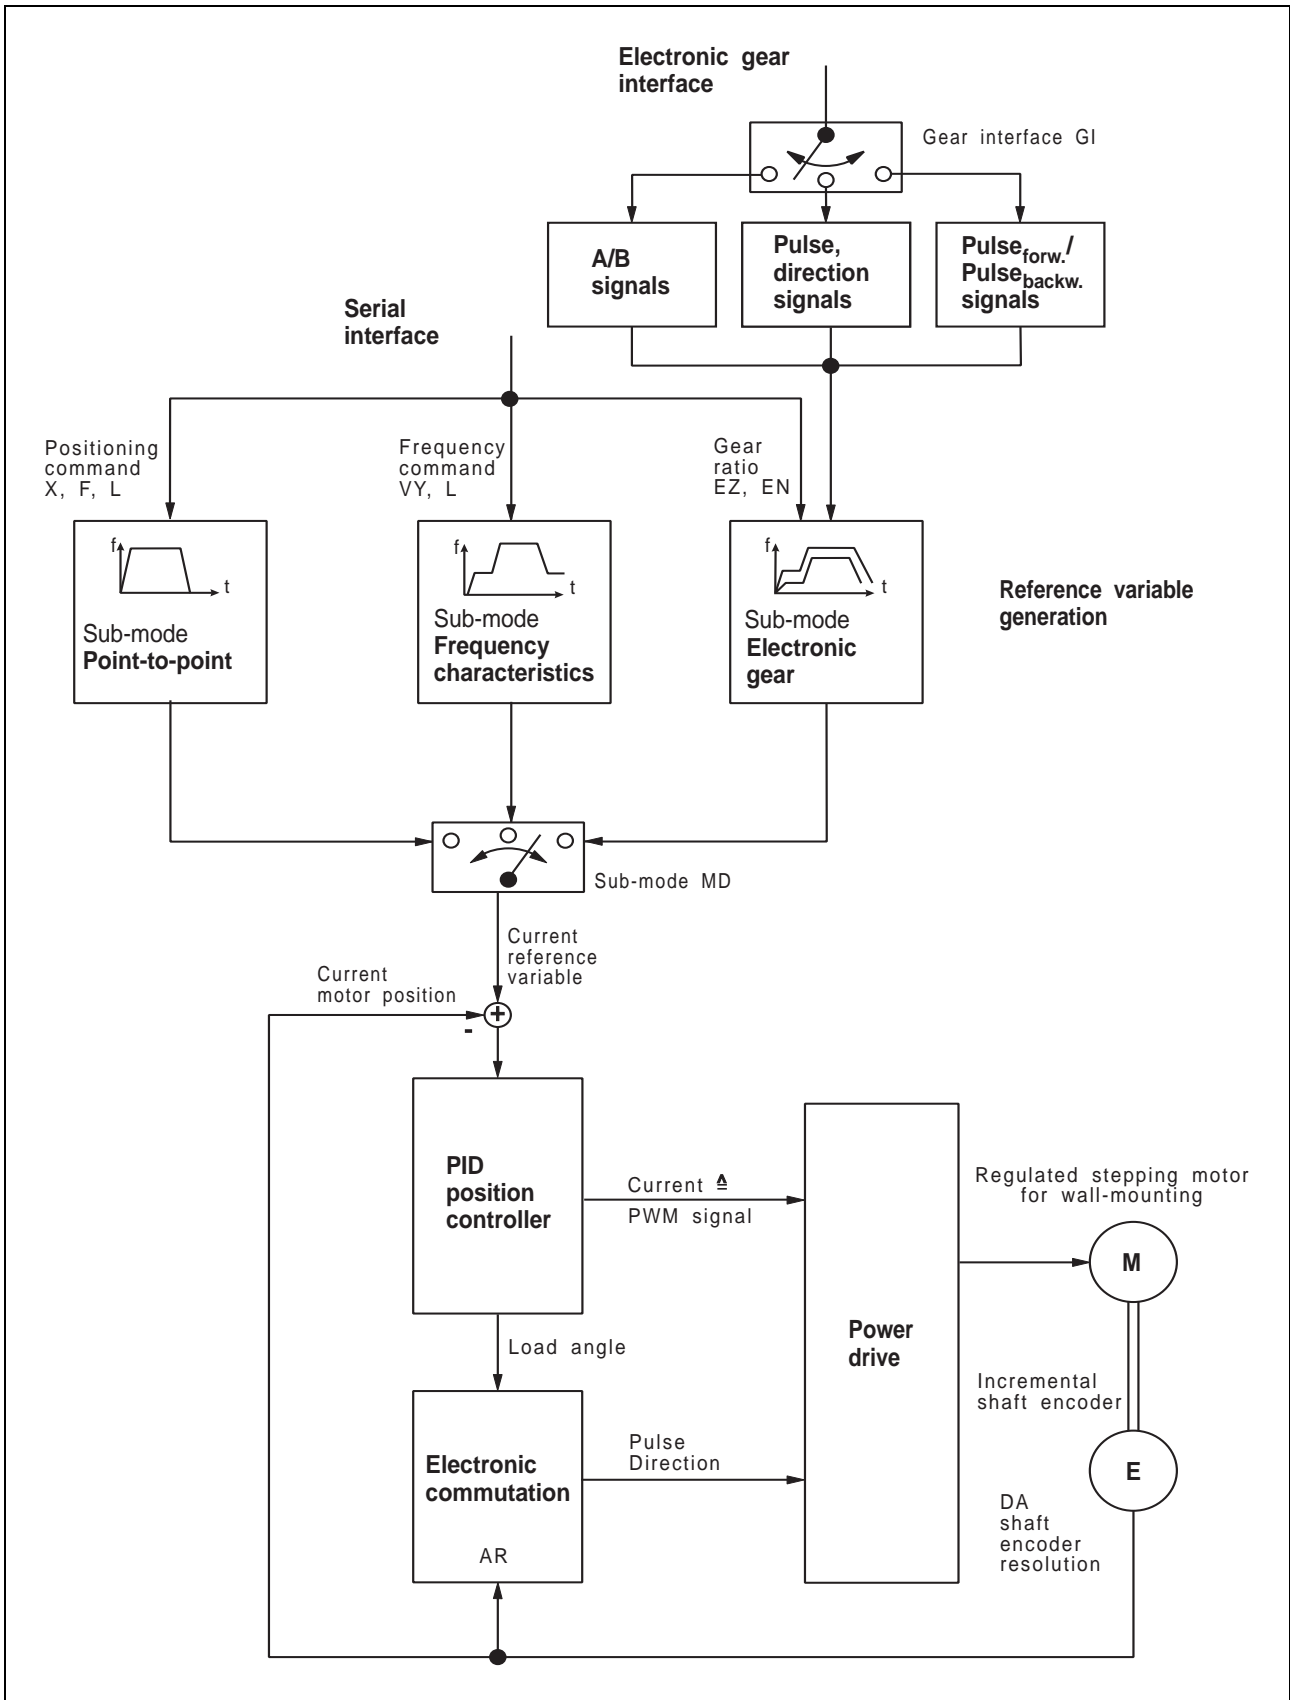 Electronic gear
interface
Gear interface GI
A/B
signals
Pulse,
direction
signals
Pulseforw./
Pulsebackw.
signals
Serial
interface
Positioning
command
X, F, L
Frequency
command
VY, L
Gear
ratio
EZ, EN
f
t
Sub-mode
Point-to-point
f
t
Sub-mode
Frequency
characteristics
f
t
Sub-mode
Electronic
gear
Reference variable
generation
Sub-mode MD
Current
reference
variable
Current
motor position
+
-
PID
position
controller
Current ≙
PWM signal
Regulated stepping motor
for wall-mounting
M
Load angle
Power
drive
Incremental
shaft encoder
Electronic
commutation
AR
Pulse
Direction
E
DA
shaft
encoder
resolution